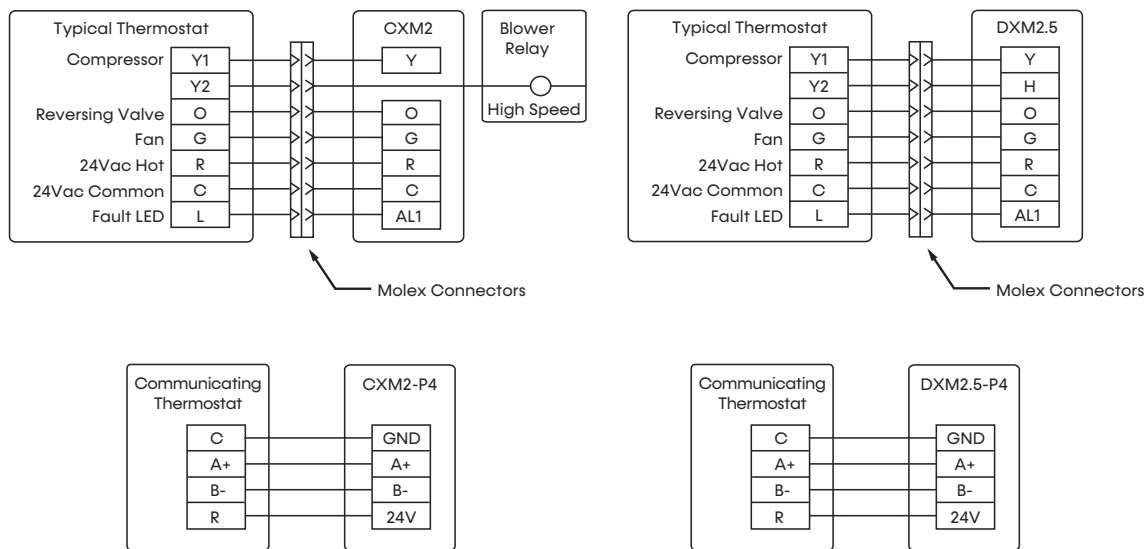 Typical Thermostat
CXM2
Blower
Relay
High Speed
Compressor Y1 Y
Y2
Reversing Valve O O
Fan G G
24Vac Hot R R
24Vac Common C C
Fault LED L AL1
Molex Connectors
Typical Thermostat
DXM2.5
Compressor Y1 Y
Y2 H
Reversing Valve O O
Fan G G
24Vac Hot R R
24Vac Common C C
Fault LED L AL1
Molex Connectors
Communicating
Thermostat
CXM2-P4
C GND
A+ A+
B- B-
R 24V
Communicating
Thermostat
DXM2.5-P4
C GND
A+ A+
B- B-
R 24V